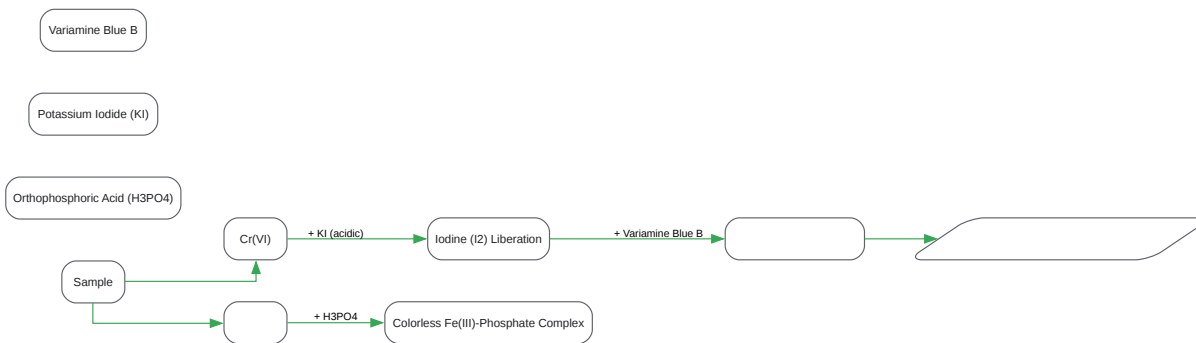 Variamine Blue B
Potassium Iodide (KI)
Orthophosphoric Acid (H3PO4)
Cr(VI)
+ KI (acidic)
Iodine (I2) Liberation
+ Variamine Blue B
Sample
+ H3PO4
Colorless Fe(III)-Phosphate Complex